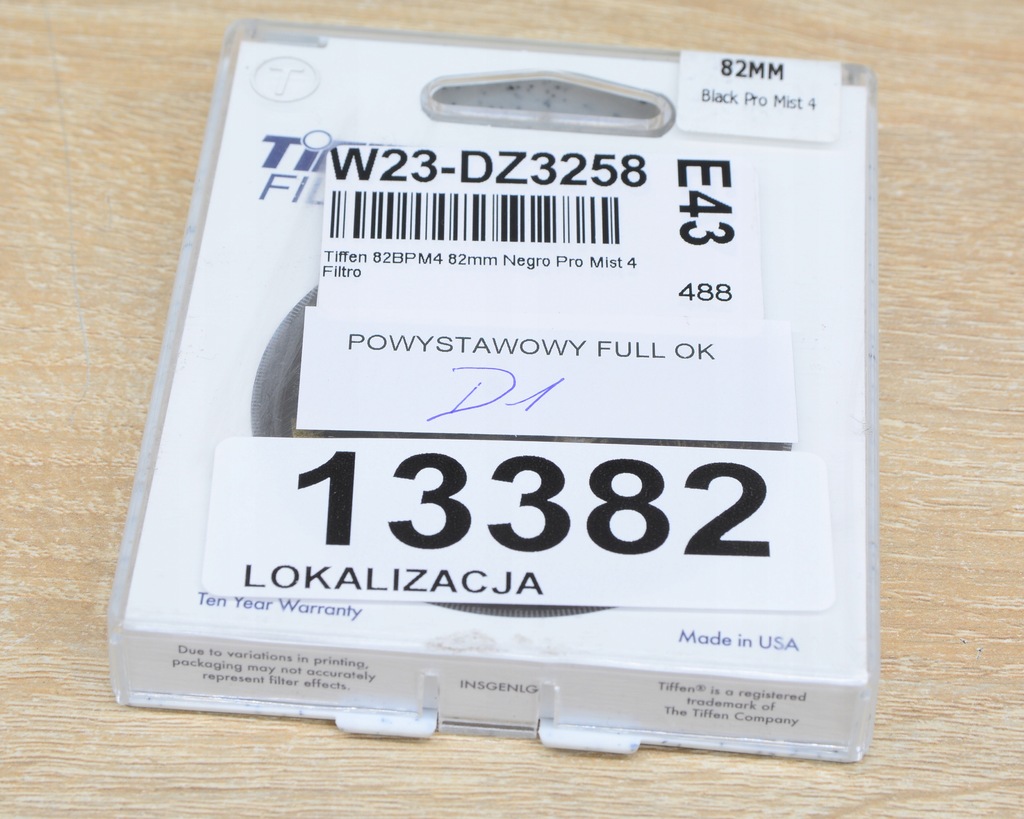 T
82MM
Black Pro Mist 4
W23-DZ3258
E43
Tiffen 82BPM4 82mm Negro Pro Mist 4
Filtro
488
POWYSTAWOWY FULL OK
D1
13382
LOKALIZACJA
Ten Year Warranty
Made in USA
Due to variations in printing,
packaging may not accurately
represent filter effects.
INSGENLG
Tiffen® is a registered
trademark of
The Tiffen Company